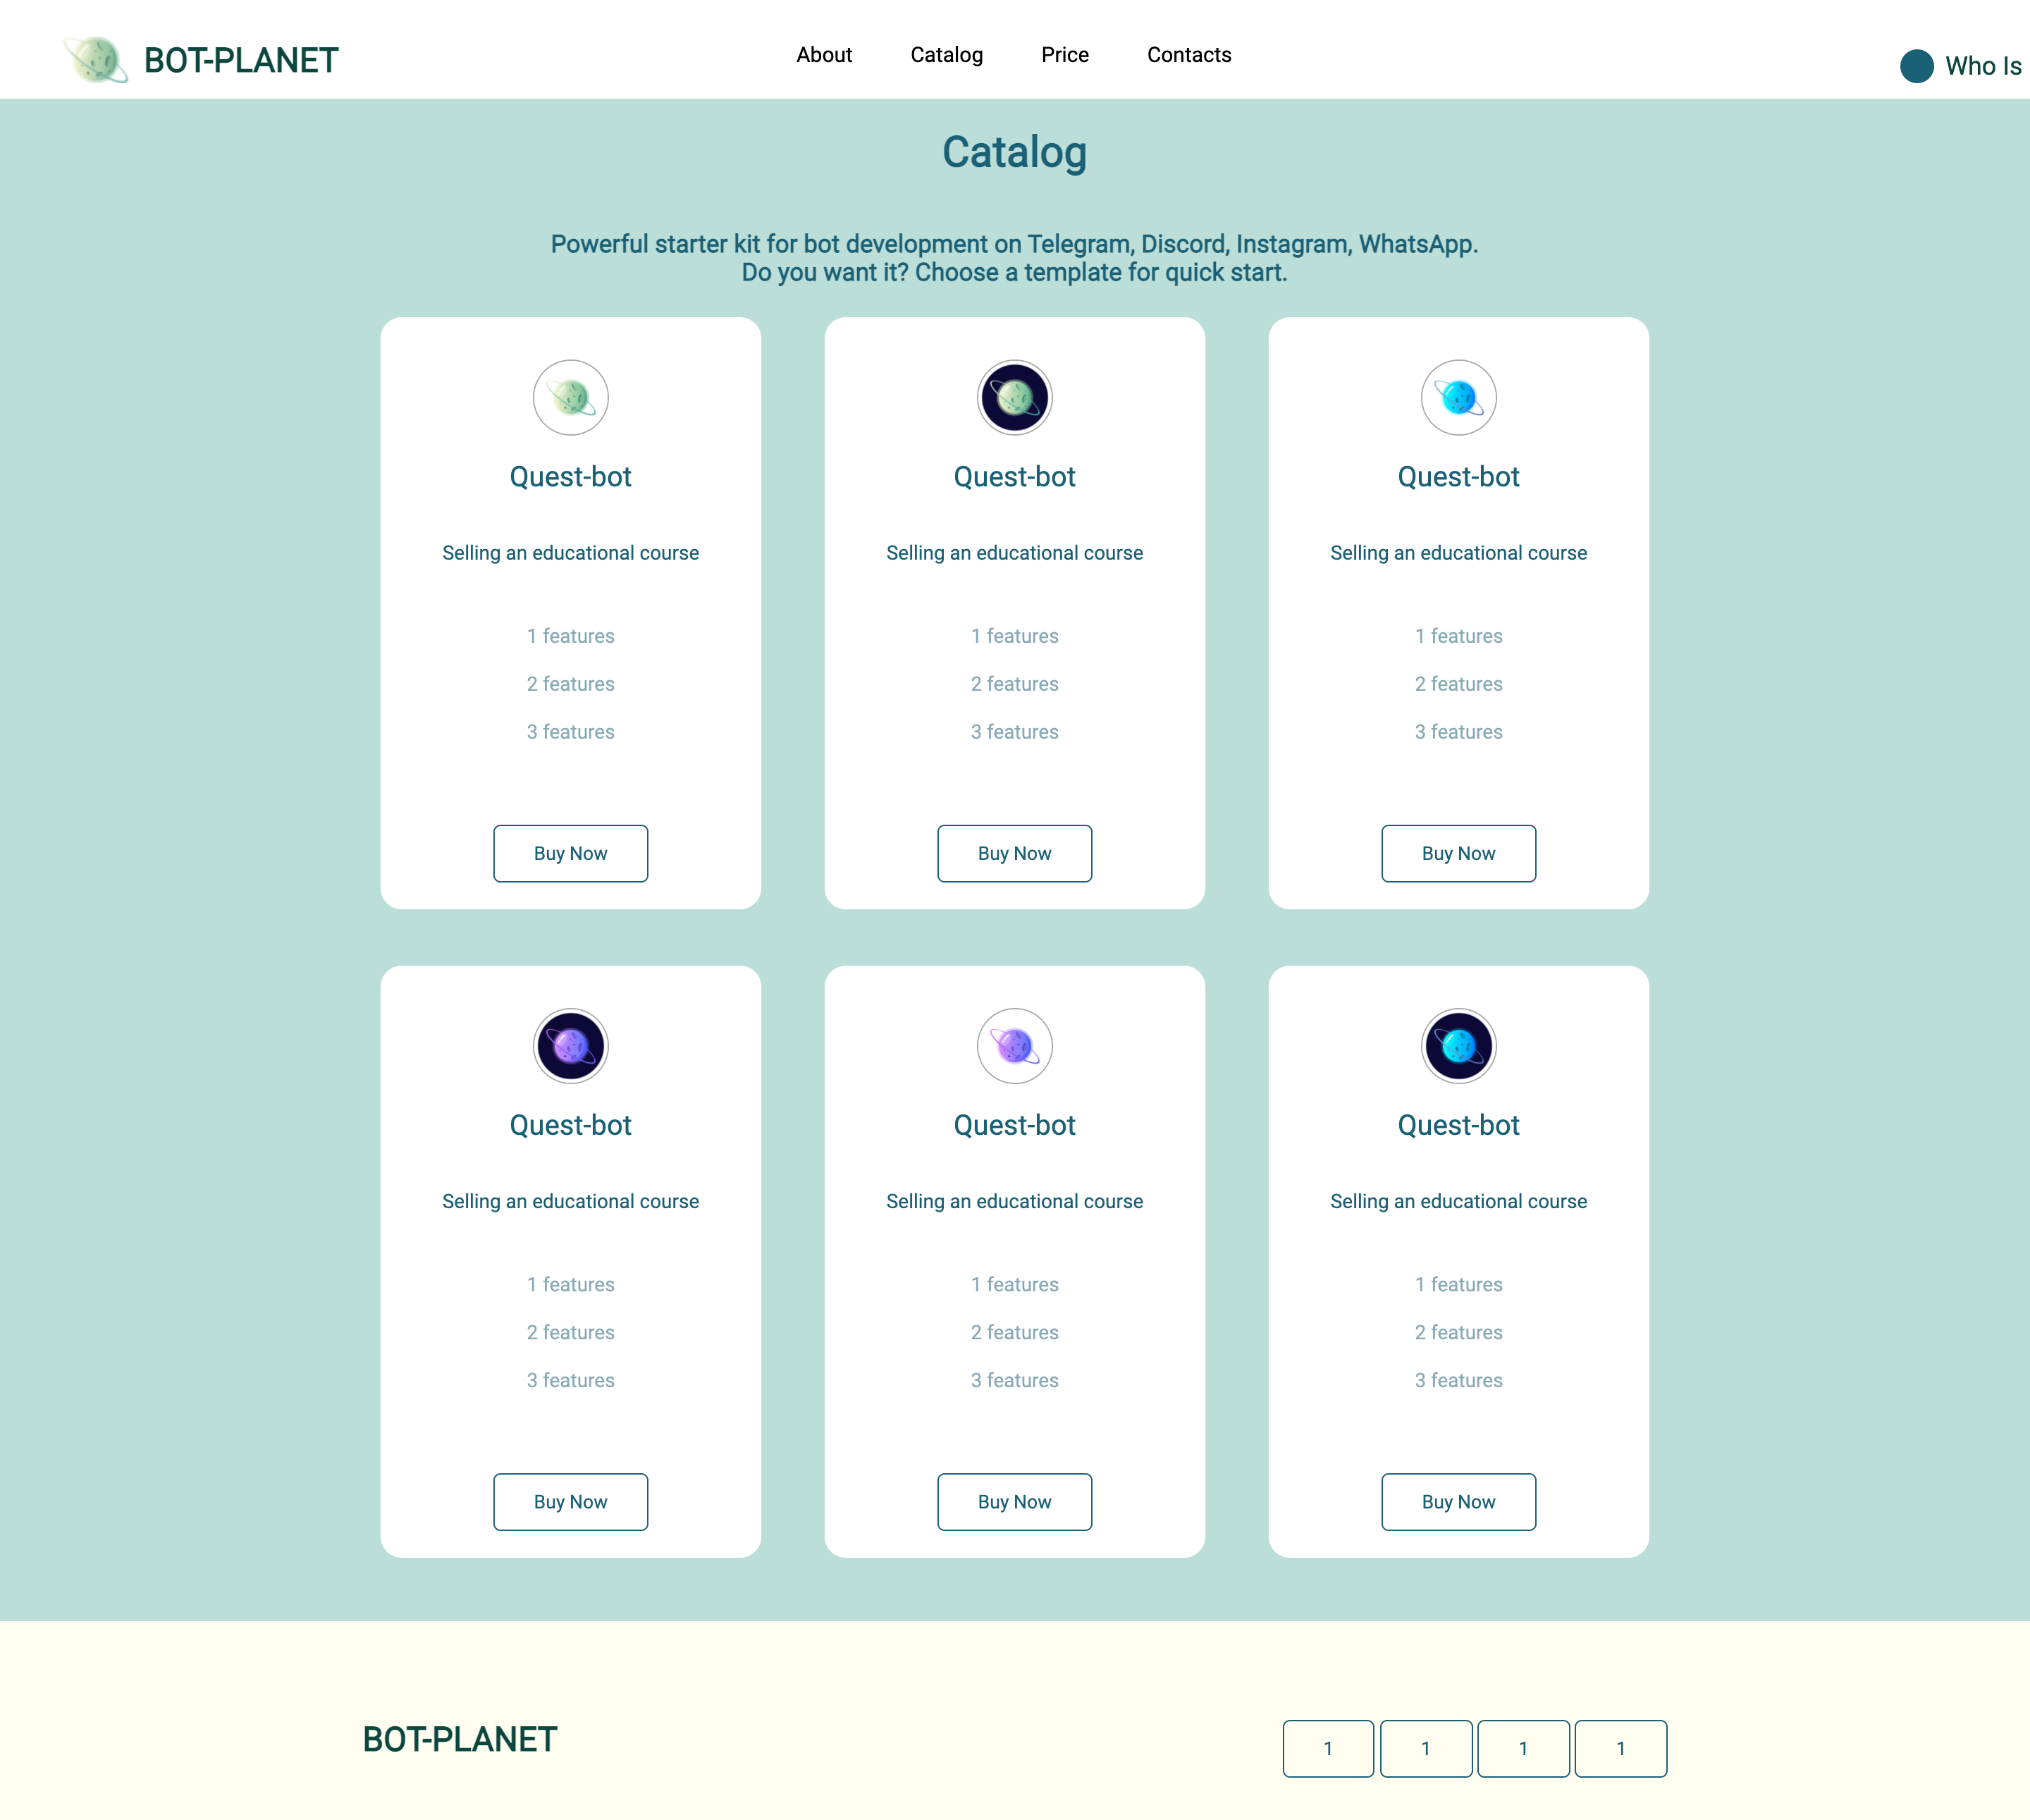 BOT-PLANET
About
Catalog
Price
Contacts
Who Is
Catalog
Powerful starter kit for bot development on Telegram, Discord, Instagram, WhatsApp.
Do you want it? Choose a template for quick start.
Quest-bot
Selling an educational course
1 features
2 features
3 features
Buy Now
Quest-bot
Selling an educational course
1 features
2 features
3 features
Buy Now
Quest-bot
Selling an educational course
1 features
2 features
3 features
Buy Now
Quest-bot
Selling an educational course
1 features
2 features
3 features
Buy Now
Quest-bot
Selling an educational course
1 features
2 features
3 features
Buy Now
Quest-bot
Selling an educational course
1 features
2 features
3 features
Buy Now
BOT-PLANET
1
1
1
1